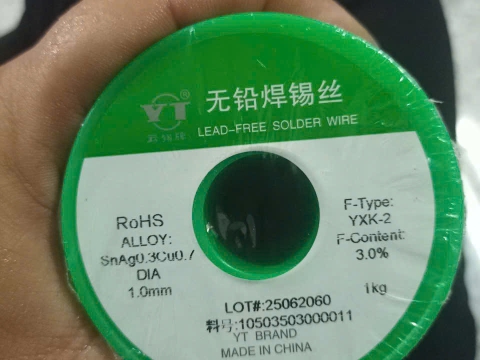 YT®
无铅焊锡丝
LEAD-FREE SOLDER WIRE
RoHS
ALLOY:
SnAg0.3Cu0.7
DIA
1.0mm
F-Type:
YXK-2
F-Content:
3.0%
1kg
LOT#:25062060
料号:10503503000011
YT BRAND
MADE IN CHINA